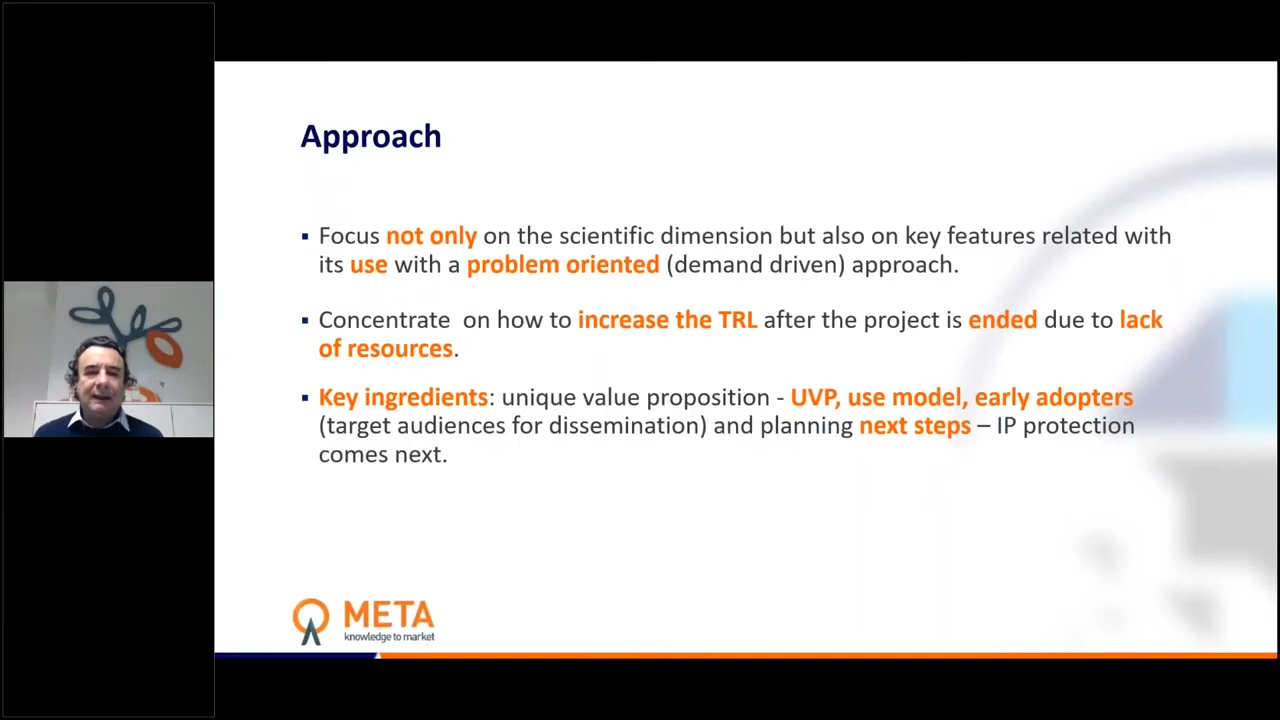 Approach
▪ Focus not only on the scientific dimension but also on key features related with
its use with a problem oriented (demand driven) approach.
▪ Concentrate on how to increase the TRL after the project is ended due to lack
of resources.
▪ Key ingredients: unique value proposition - UVP, use model, early adopters
(target audiences for dissemination) and planning next steps – IP protection
comes next.
META
knowledge to market